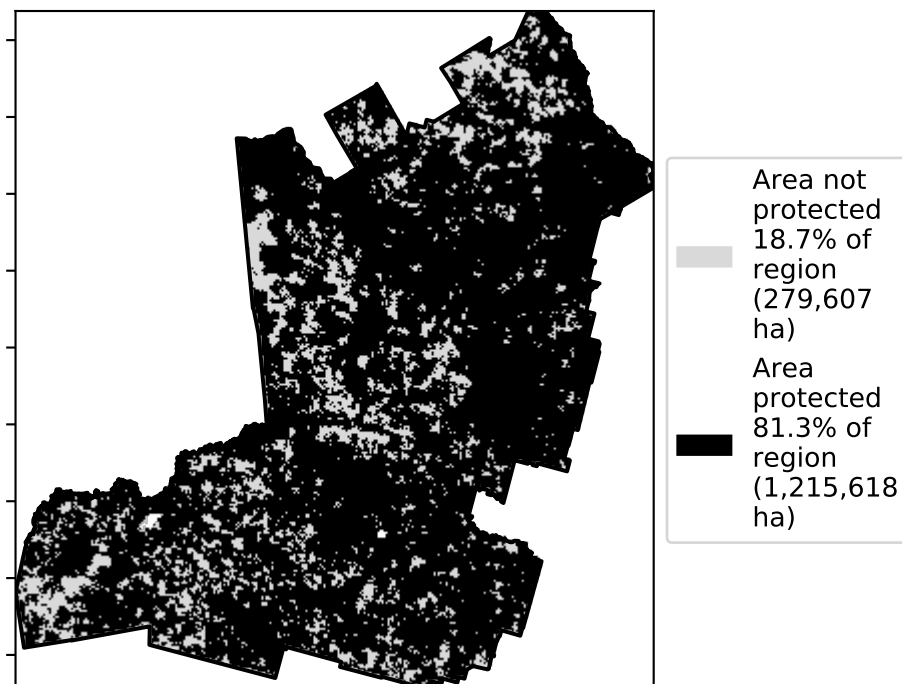 Area not
protected
18.7% of
region
(279,607
ha)
Area
protected
81.3% of
region
(1,215,618
ha)